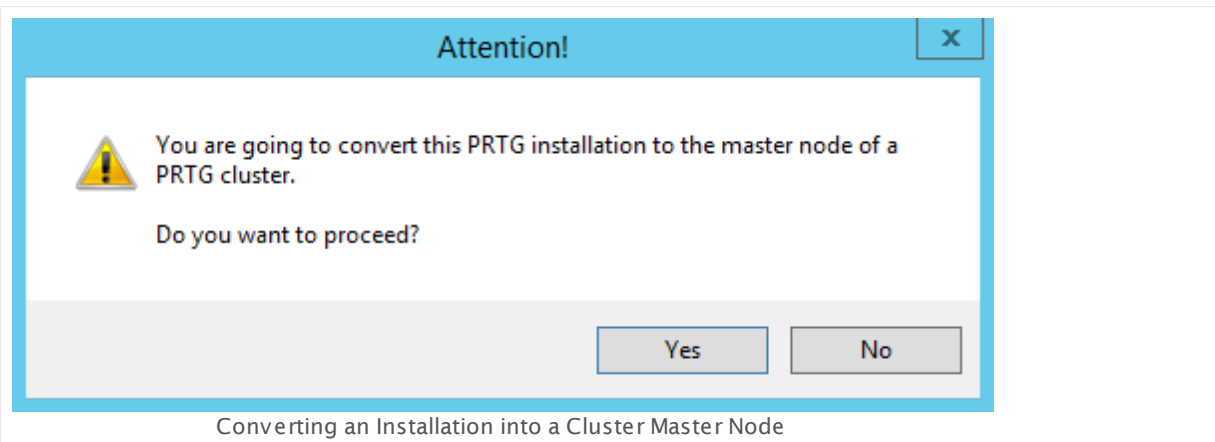 Attention!
x
You are going to convert this PRTG installation to the master node of a
PRTG cluster.
Do you want to proceed?
Yes
No
Converting an Installation into a Cluster Master Node